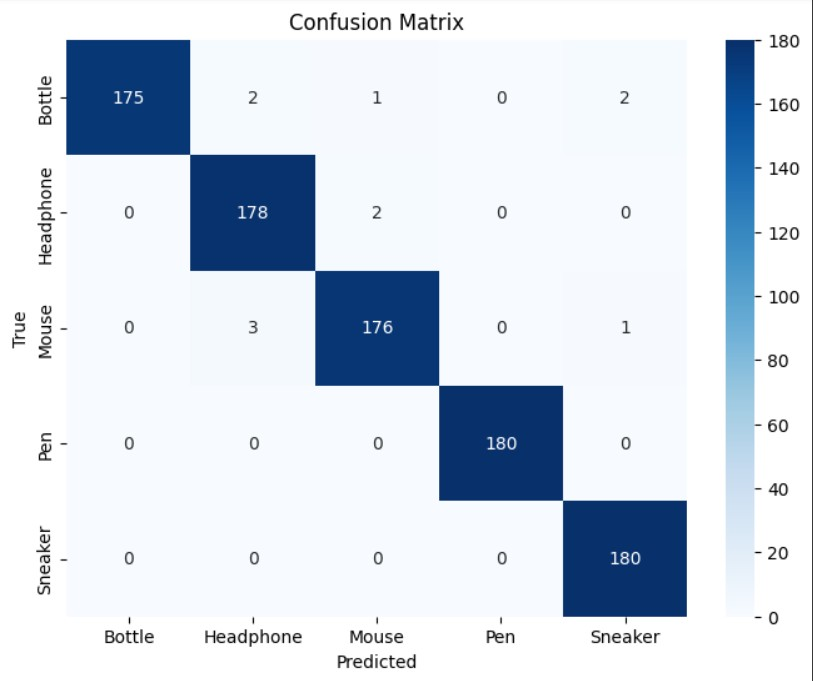 Confusion Matrix
Bottle 175 2 1 0 2
Headphone 0 178 2 0 0
Mouse 0 3 176 0 1
Pen 0 0 0 180 0
Sneaker 0 0 0 0 180
True
Bottle Headphone Mouse Pen Sneaker
Predicted
180
160
140
120
100
80
60
40
20
0